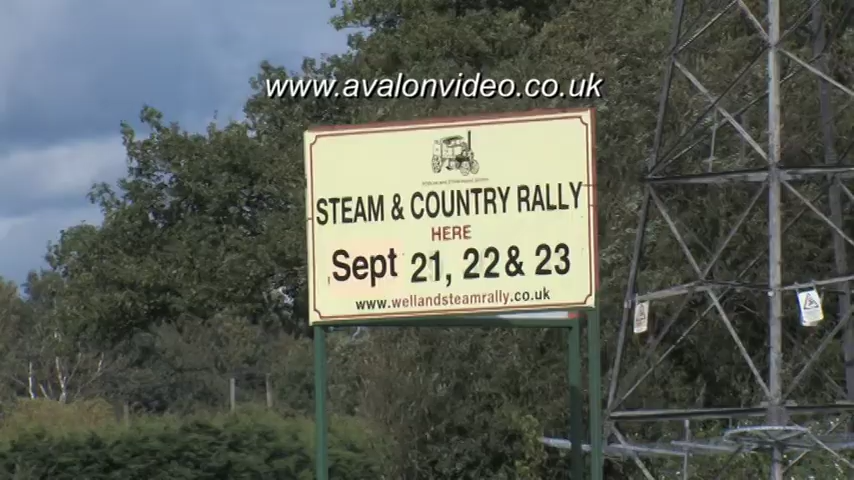 www.avalonvideo.co.uk
STEAM & COUNTRY RALLY
HERE
Sept 21, 22 & 23
www.wellandsteamrally.co.uk